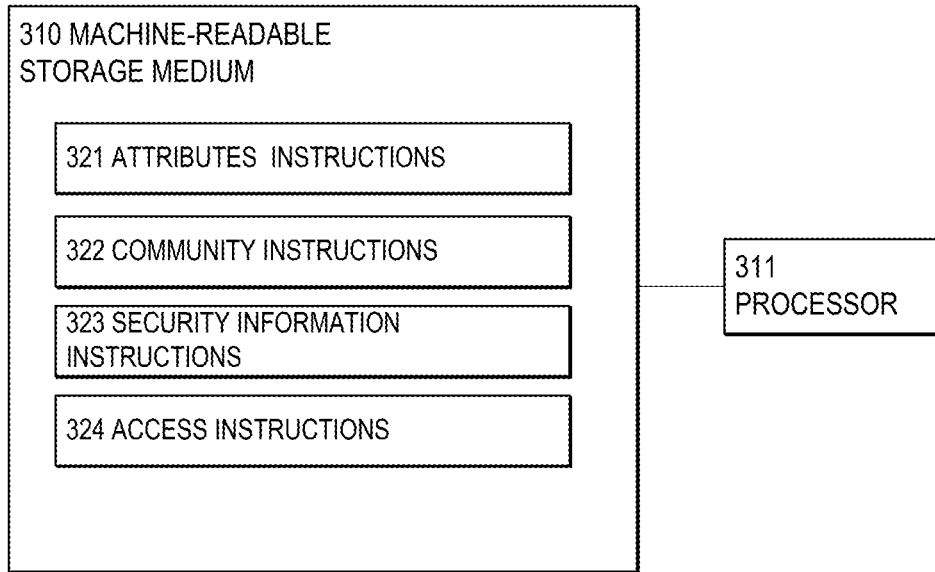 310 MACHINE-READABLE
STORAGE MEDIUM
321 ATTRIBUTES INSTRUCTIONS
322 COMMUNITY INSTRUCTIONS
323 SECURITY INFORMATION
INSTRUCTIONS
324 ACCESS INSTRUCTIONS
311
PROCESSOR